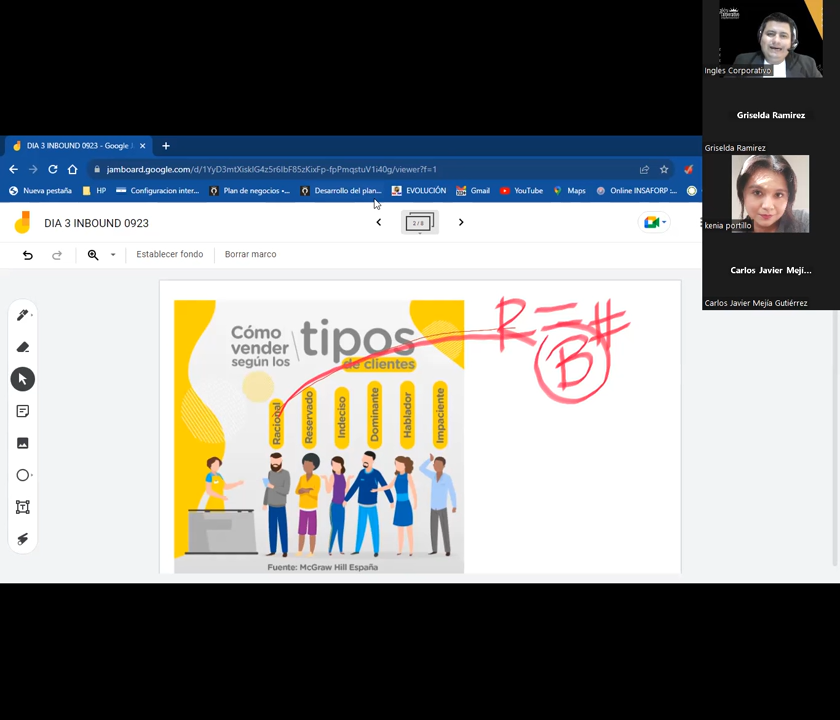 Ingles Corporativo
Griselda Ramirez
Griselda Ramirez
kenia portillo
Carlos Javier Mejí...
Carlos Javier Mejía Gutiérrez
DIA 3 INBOUND 0923 - Google
jamboard.google.com/d/1YyD3mtXiskIG4z5r6IbF85zKixFp-fpPmqstuV1i40g/viewer?f=1
Nueva pestaña
HP
Configuracion inter...
Plan de negocios •...
Desarrollo del plan...
EVOLUCIÓN
Gmail
YouTube
Maps
Online INSAFORP |...
DIA 3 INBOUND 0923
2 / 8
Establecer fondo
Borrar marco
Cómo
vender
según los
tipos
de clientes
R = #
B
Racional
Reservado
Indeciso
Dominante
Hablador
Impaciente
Fuente: McGraw Hill España